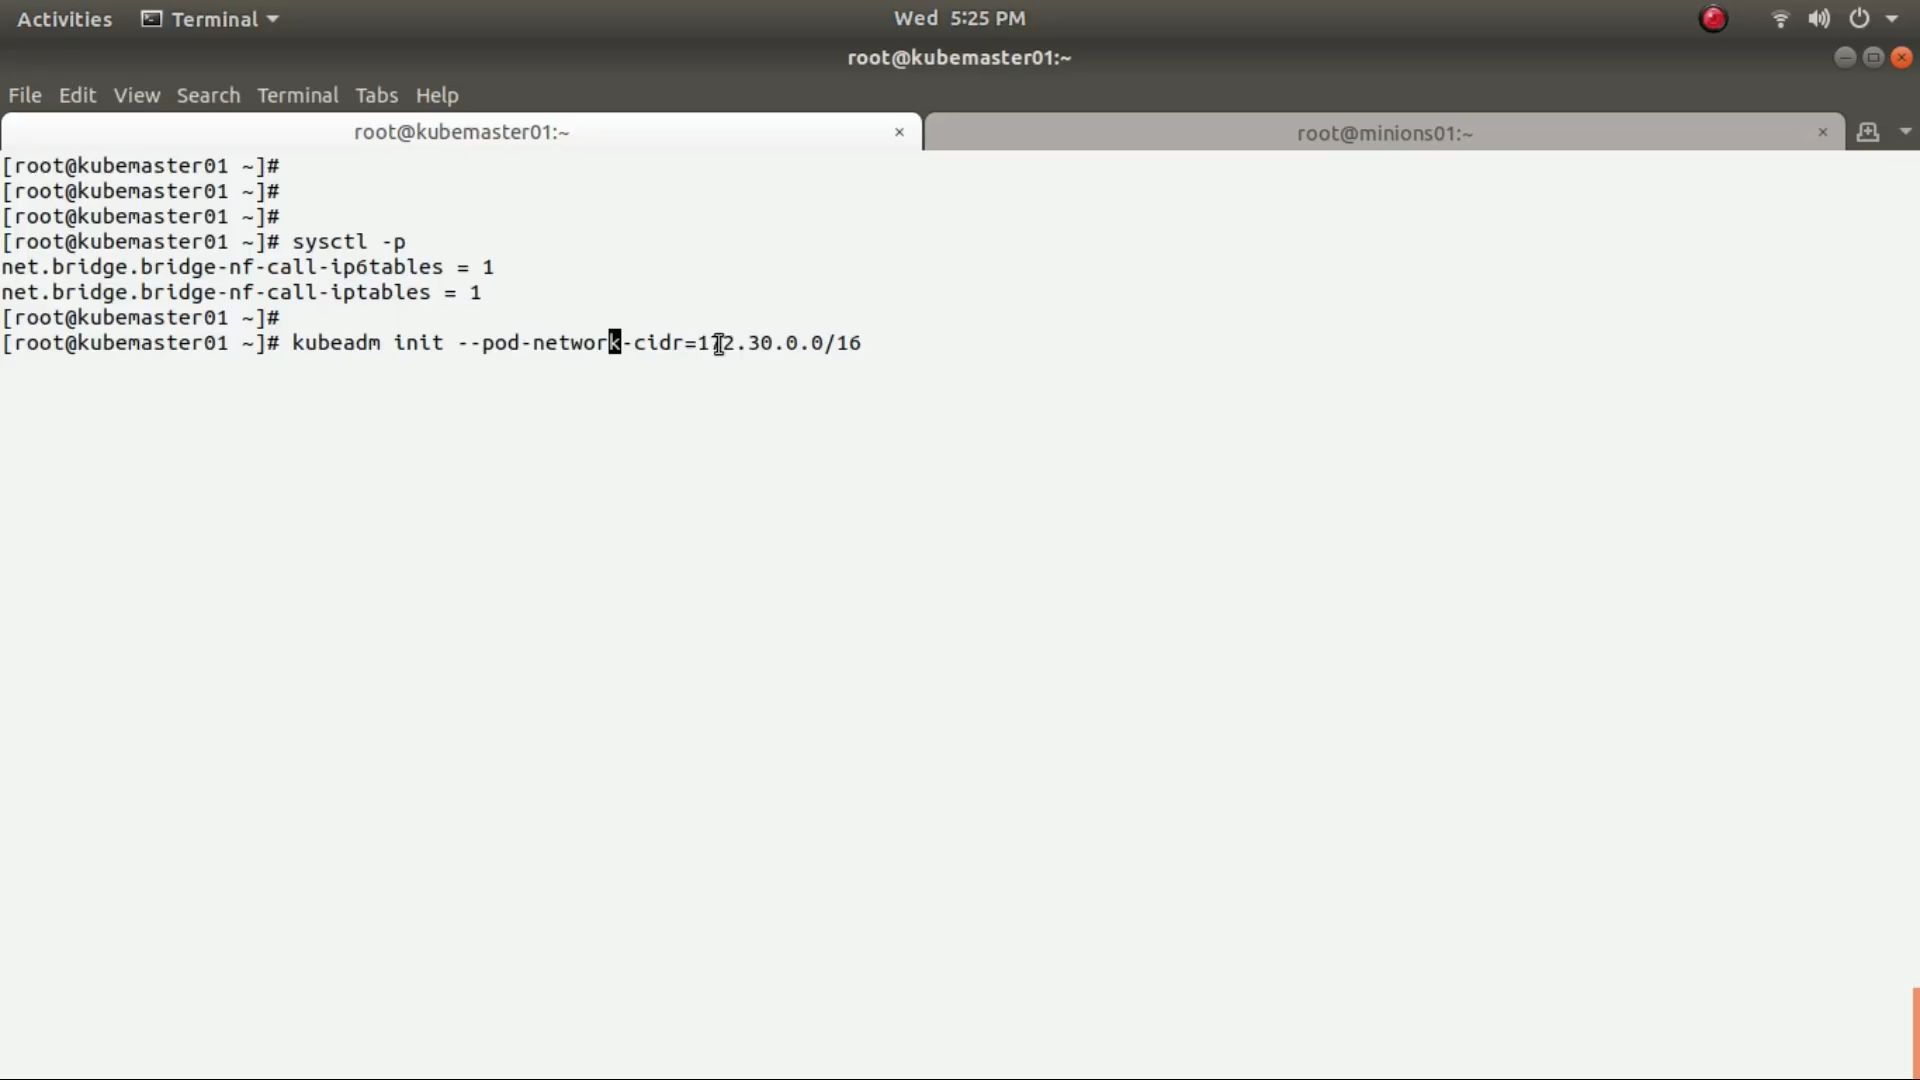 Activities Terminal Wed 5:25 PM
root@kubemaster01:~
File Edit View Search Terminal Tabs Help
root@kubemaster01:~ × root@minions01:~ ×
[root@kubemaster01 ~]#
[root@kubemaster01 ~]#
[root@kubemaster01 ~]#
[root@kubemaster01 ~]# sysctl -p
net.bridge.bridge-nf-call-ip6tables = 1
net.bridge.bridge-nf-call-iptables = 1
[root@kubemaster01 ~]#
[root@kubemaster01 ~]# kubeadm init --pod-network-cidr=172.30.0.0/16